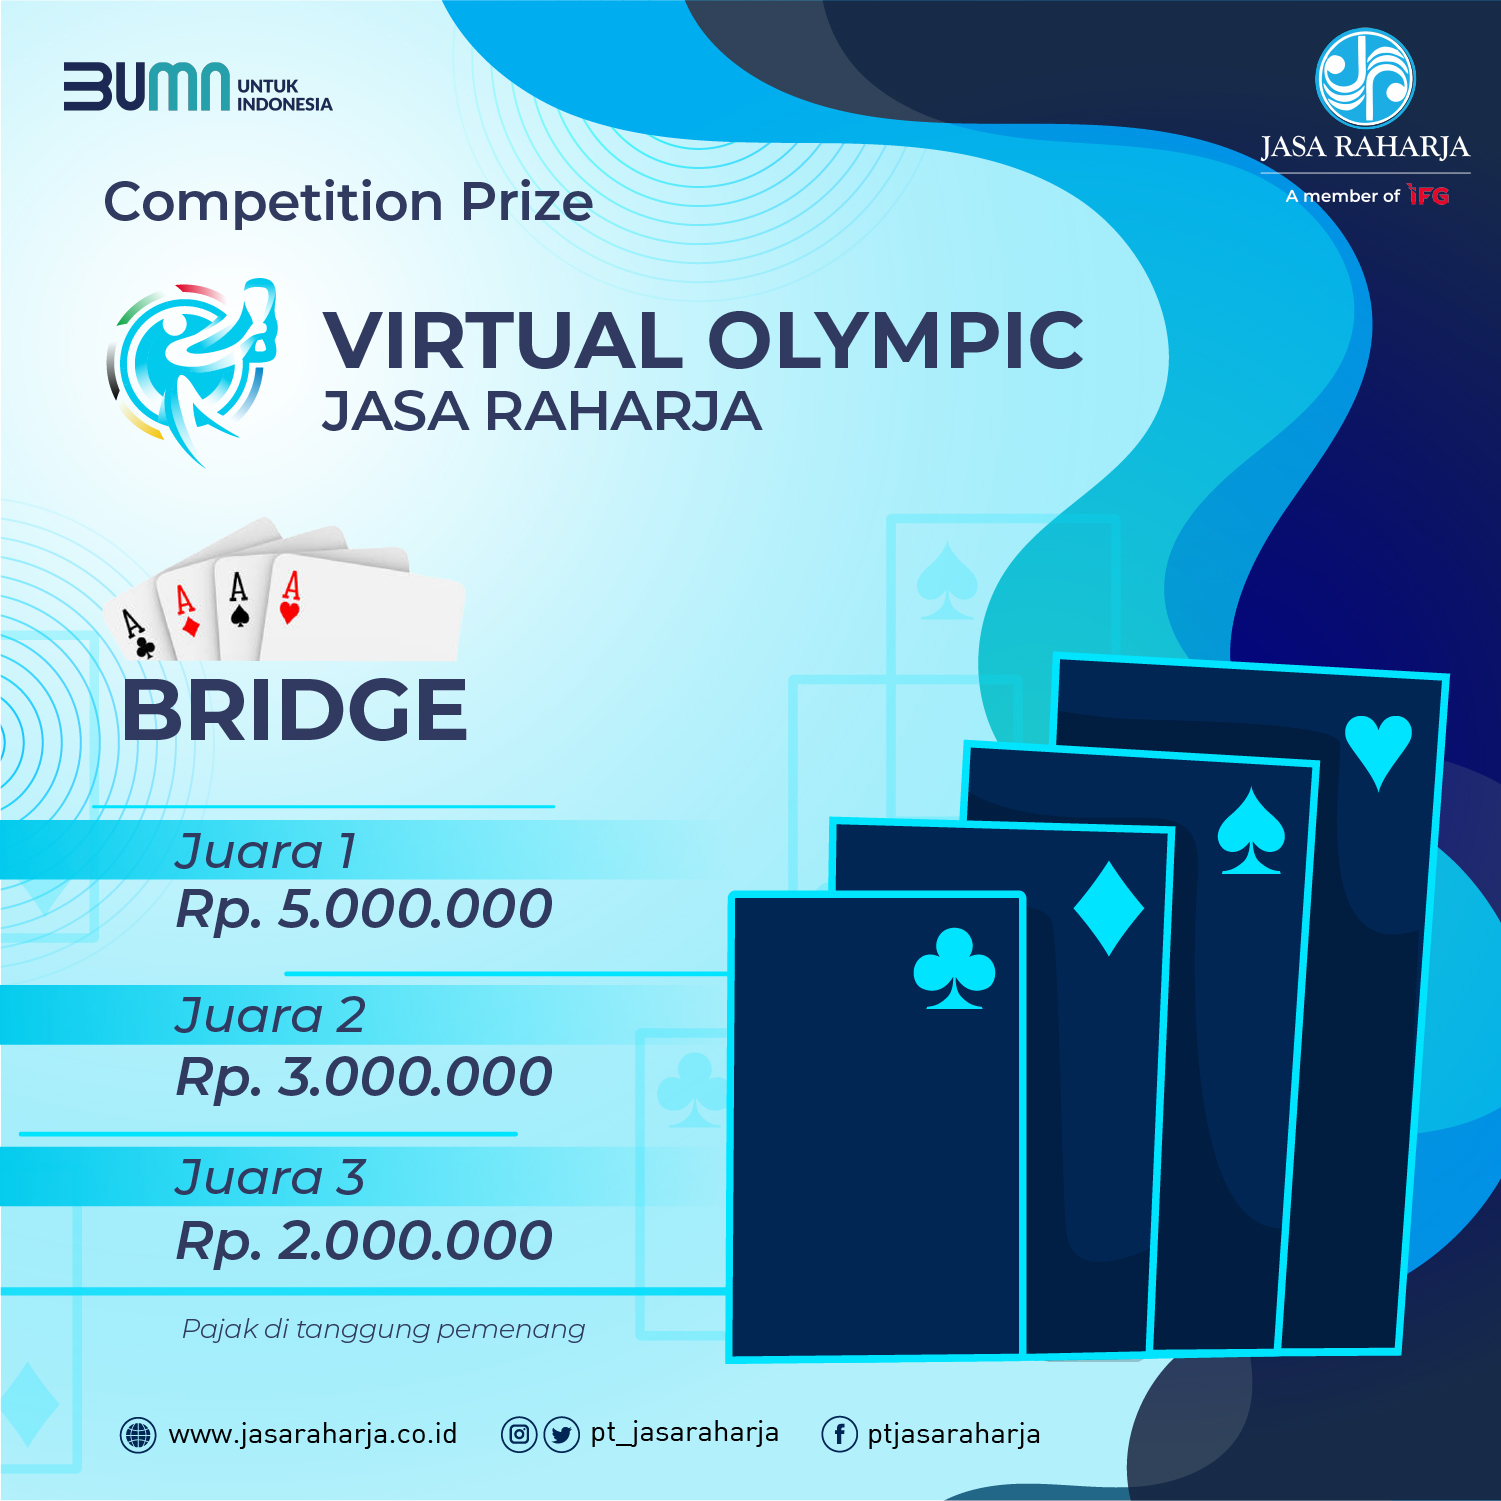 BUMN UNTUK
INDONESIA
JASA RAHARJA
A member of IFG
Competition Prize
VIRTUAL OLYMPIC
JASA RAHARJA
A A A A
BRIDGE
Juara 1
Rp. 5.000.000
Juara 2
Rp. 3.000.000
Juara 3
Rp. 2.000.000
Pajak di tanggung pemenang
www.jasaraharja.co.id pt_jasaraharja ptjasaraharja